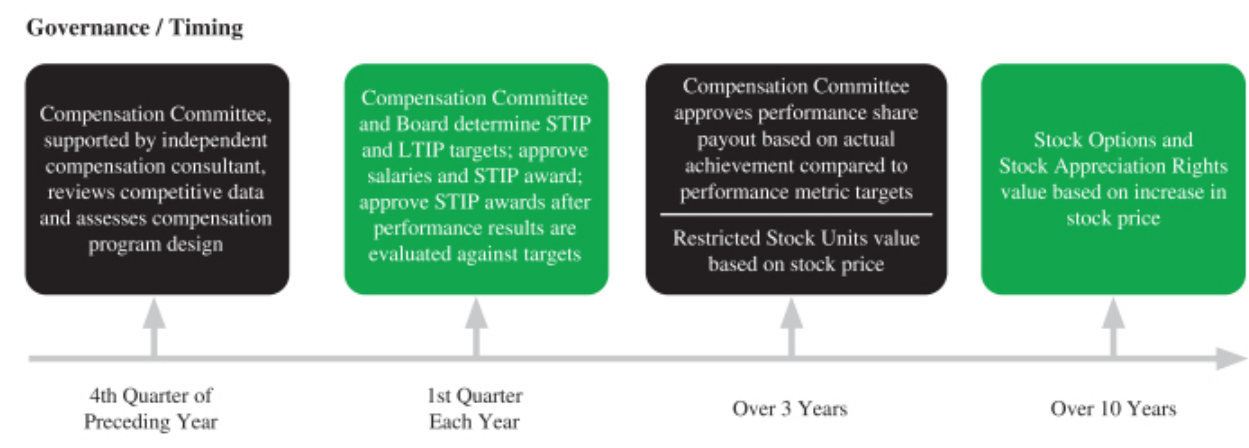 Governance / Timing
Compensation Committee,
supported by independent
compensation consultant,
reviews competitive data
and assesses compensation
program design
Compensation Committee
and Board determine STIP
and LTIP targets; approve
salaries and STIP award;
approve STIP awards after
performance results are
evaluated against targets
Compensation Committee
approves performance share
payout based on actual
achievement compared to
performance metric targets
Restricted Stock Units value
based on stock price
Stock Options and
Stock Appreciation Rights
value based on increase in
stock price
4th Quarter of
Preceding Year
1st Quarter
Each Year
Over 3 Years
Over 10 Years